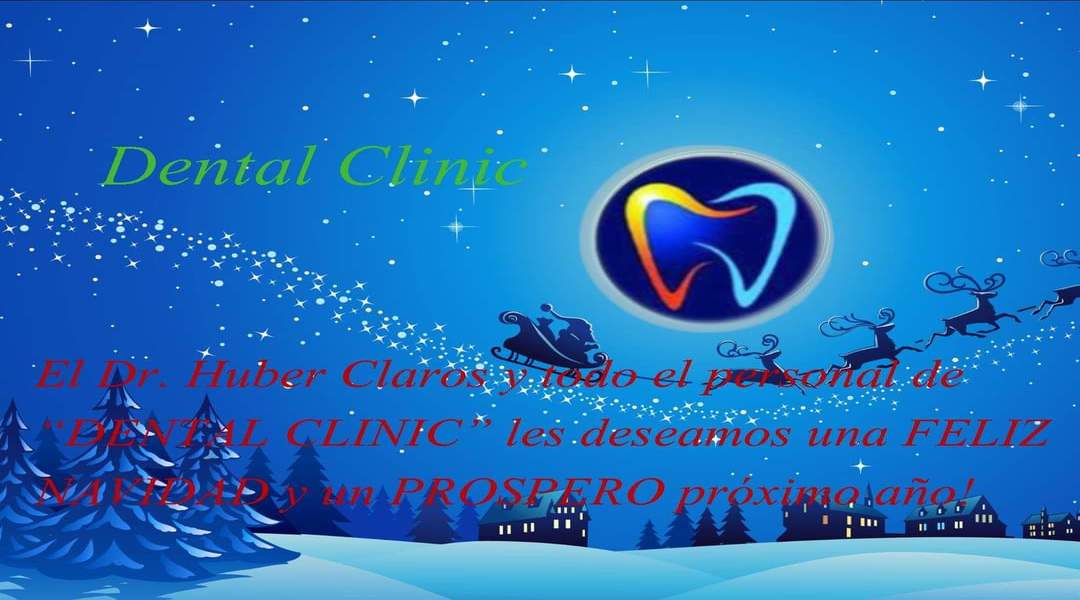 Dental Clinic
El Dr. Huber Claros y todo el personal de
“DENTAL CLINIC” les deseamos una FELIZ
NAVIDAD y un PROSPERO próximo año!